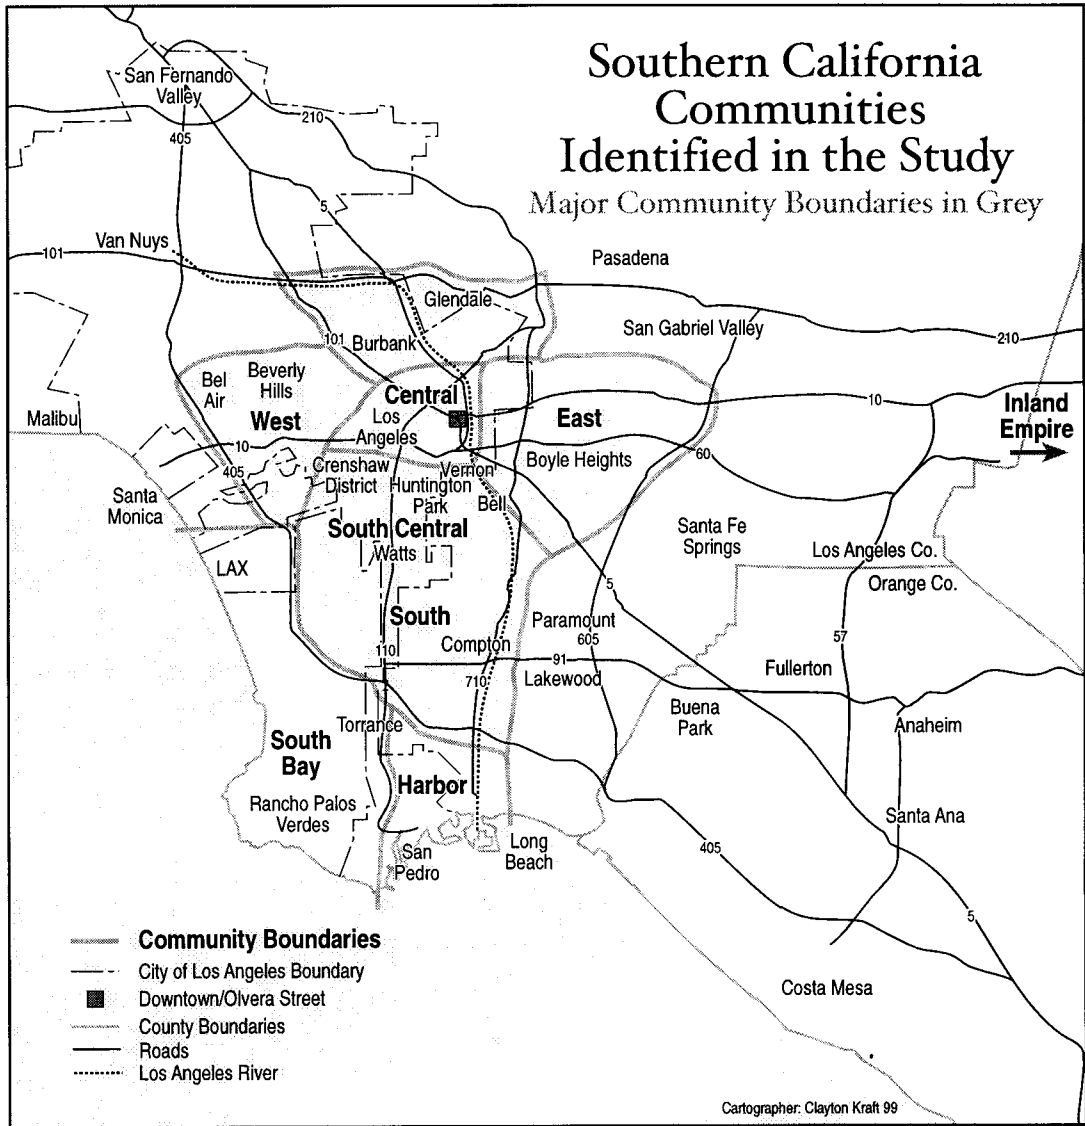 Southern California
Communities
Identified in the Study
Major Community Boundaries in Grey
San Fernando
Valley
210
405
5
Van Nuys
101
Pasadena
Glendale
San Gabriel Valley
210
101
Burbank
Beverly
Hills
Bel
Air
West
Central
Los
Angeles
East
10
Inland
Empire
Malibu
10
Boyle Heights
60
405
Crenshaw
District
Vernon
Huntington
Park
Bell
Santa
Monica
South Central
Watts
Santa Fe
Springs
Los Angeles Co.
Orange Co.
LAX
5
South
Paramount
605
57
Compton
110
91
Fullerton
710
Lakewood
Buena
Park
Anaheim
Torrance
South
Bay
Harbor
Rancho Palos
Verdes
Santa Ana
San
Pedro
Long
Beach
405
5
Costa Mesa
Community Boundaries
City of Los Angeles Boundary
Downtown/Olvera Street
County Boundaries
Roads
Los Angeles River
Cartographer: Clayton Kraft 99